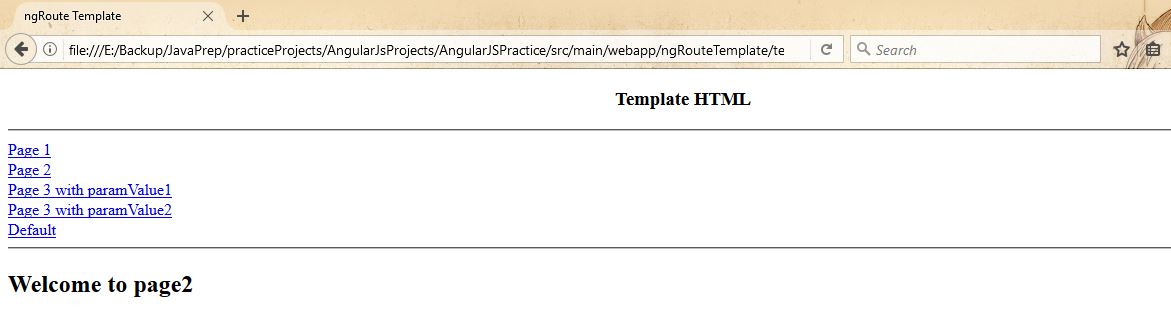 ngRoute Template
file:///E:/Backup/JavaPrep/practiceProjects/AngularJsProjects/AngularJSPractice/src/main/webapp/ngRouteTemplate/te
Search
Template HTML
Page 1
Page 2
Page 3 with paramValue1
Page 3 with paramValue2
Default
Welcome to page2